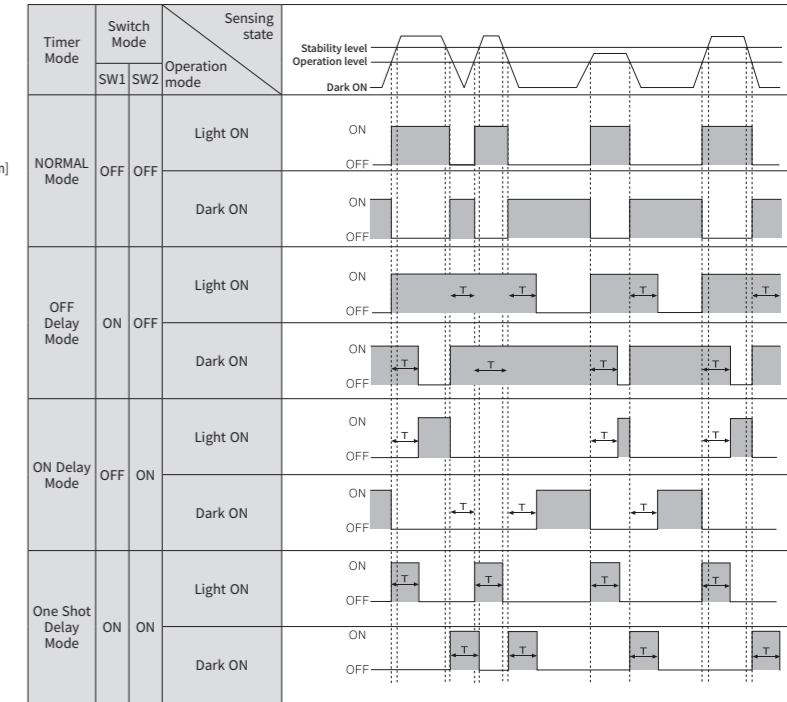 Timer
Mode
Switch
Mode
SW1 SW2
Sensing
state
Operation
mode
Stability level
Operation level
Dark ON
m]
NORMAL
Mode
OFF OFF
Light ON
ON
OFF
Dark ON
ON
OFF
OFF
Delay
Mode
ON OFF
Light ON
ON
T T T T
OFF
Dark ON
ON
T T T T
OFF
ON Delay
Mode
OFF ON
Light ON
ON
T T T
OFF
Dark ON
ON
T T T
OFF
One Shot
Delay
Mode
ON ON
Light ON
ON
T T T T
OFF
Dark ON
ON
T T T T
OFF